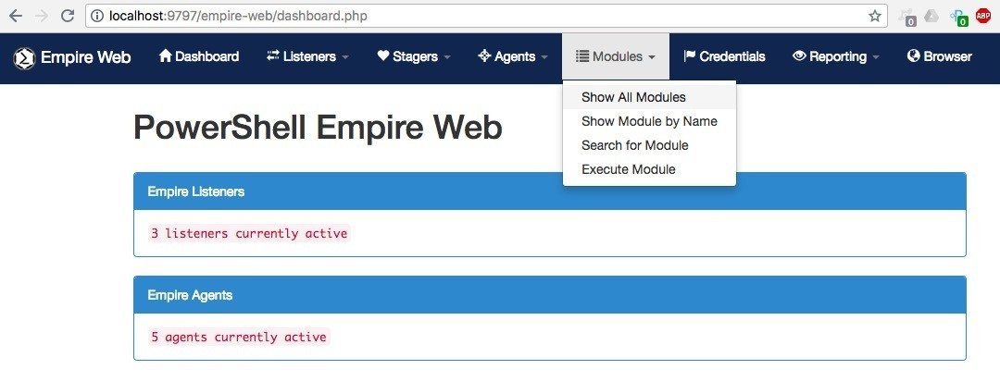 localhost:9797/empire-web/dashboard.php
0
0
ABP
Empire Web Dashboard Listeners Stagers Agents Modules Credentials Reporting Browser
Show All Modules
Show Module by Name
Search for Module
Execute Module
PowerShell Empire Web
Empire Listeners
3 listeners currently active
Empire Agents
5 agents currently active